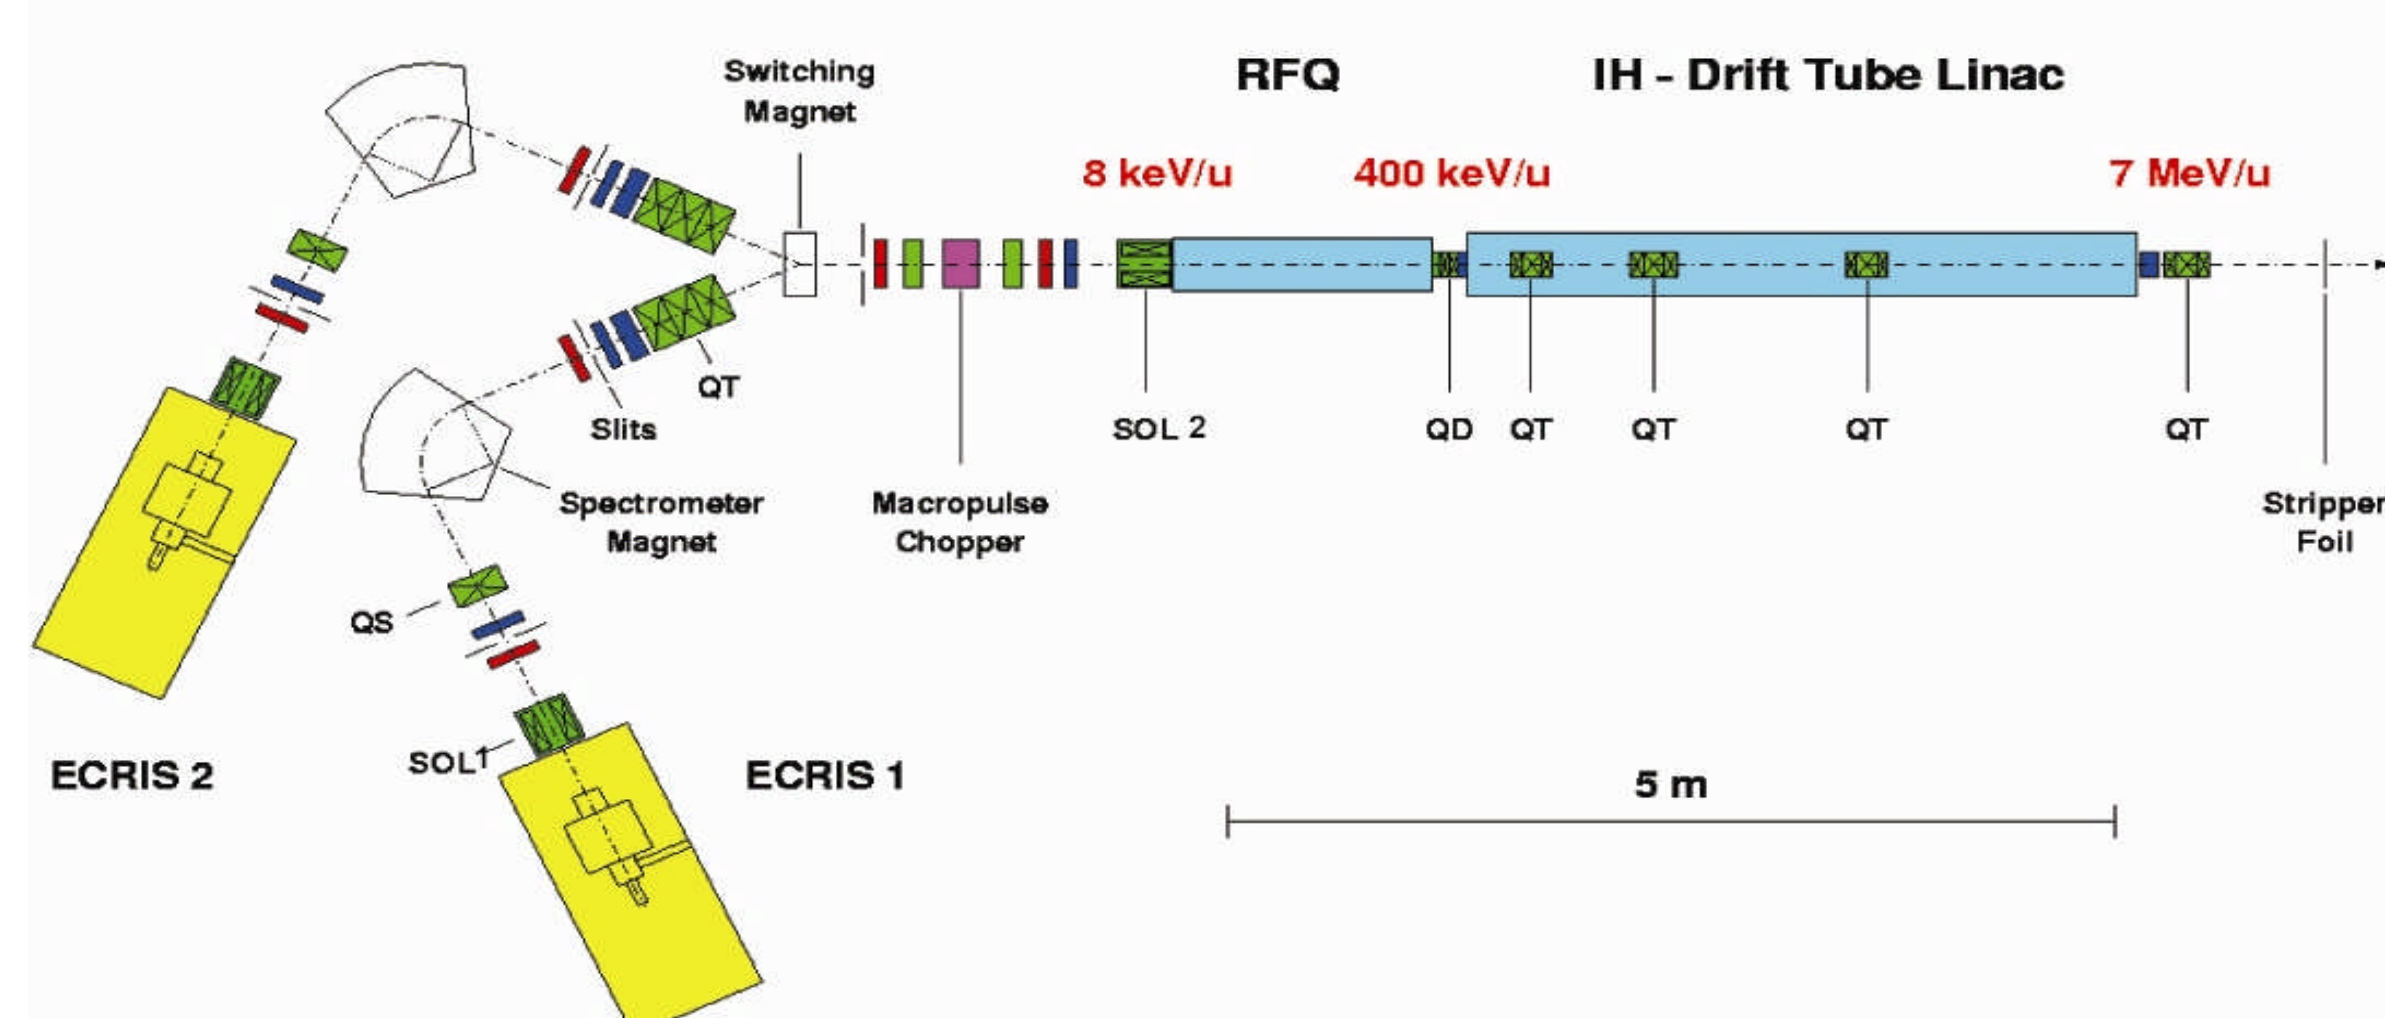 Switching
Magnet
RFQ
IH - Drift Tube Linac
8 keV/u
400 keV/u
7 MeV/u
QT
Slits
SOL 2
QD
QT
QT
QT
QT
Spectrometer
Magnet
Macropulse
Chopper
Stripper
Foil
QS
SOL1
ECRIS 2
ECRIS 1
5 m